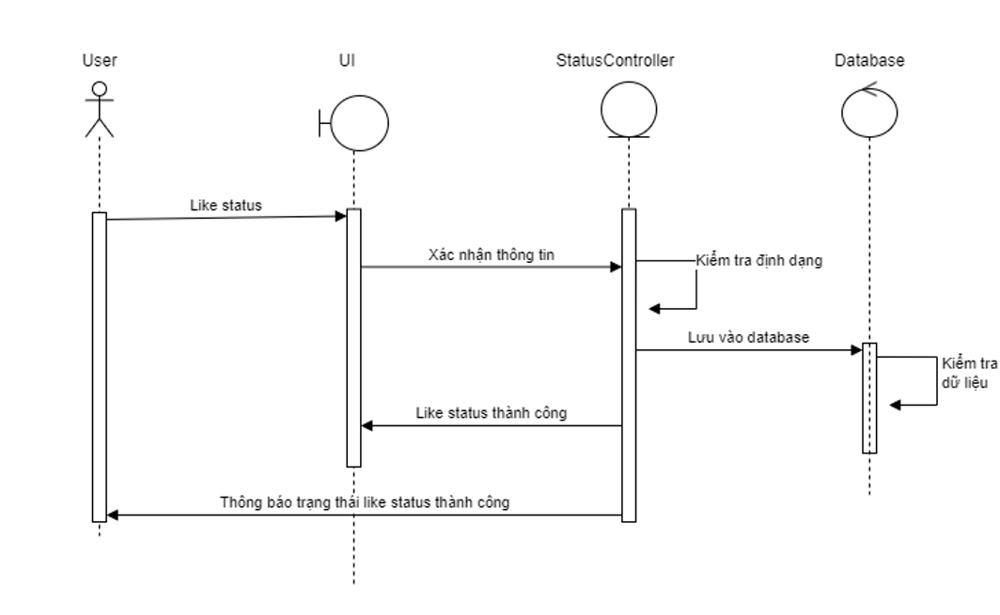 User
UI
StatusController
Database
Like status
Xác nhận thông tin
Kiểm tra định dạng
Lưu vào database
Kiểm tra
dữ liệu
Like status thành công
Thông báo trạng thái like status thành công